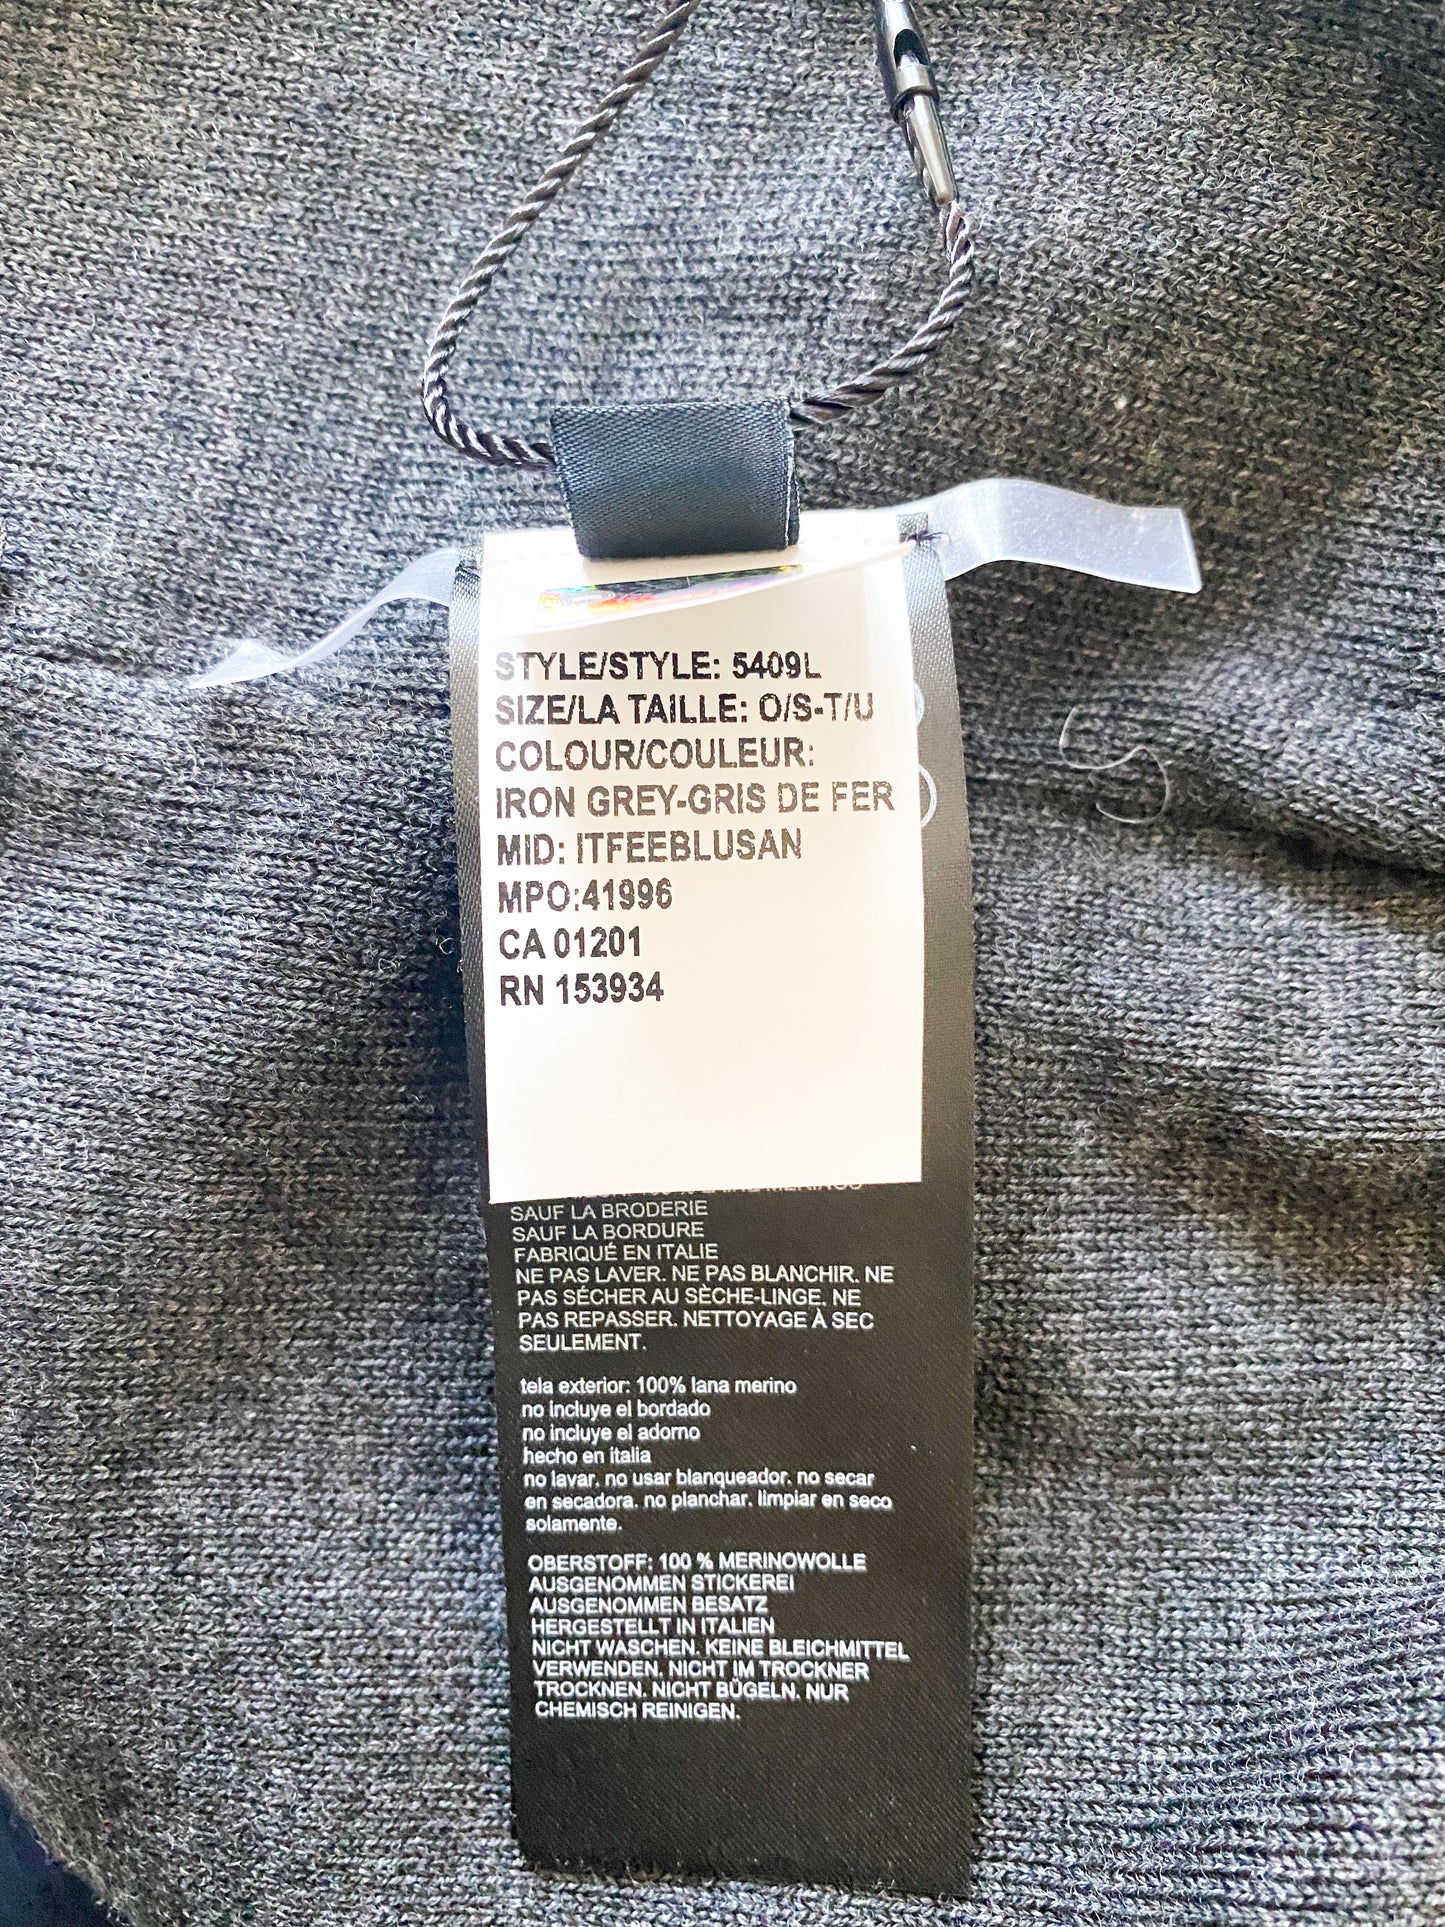 STYLE/STYLE: 5409L
SIZE/LA TAILLE: O/S-T/U
COLOUR/COULEUR:
IRON GREY-GRIS DE FER
MID: ITFEEBLUSAN
MPO:41996
CA 01201
RN 153934
SAUF LA BRODERIE
SAUF LA BORDURE
FABRIQUÉ EN ITALIE
NE PAS LAVER. NE PAS BLANCHIR. NE
PAS SÉCHER AU SÈCHE-LINGE. NE
PAS REPASSER. NETTOYAGE À SEC
SEULEMENT.
tela exterior: 100% lana merino
no incluye el bordado
no incluye el adorno
hecho en italia
no lavar. no usar blanqueador. no secar
en secadora. no planchar. limpiar en seco
solamente.
OBERSTOFF: 100 % MERINOWOLLE
AUSGENOMMEN STICKEREI
AUSGENOMMEN BESATZ
HERGESTELLT IN ITALIEN
NICHT WASCHEN. KEINE BLEICHMITTEL
VERWENDEN. NICHT IM TROCKNER
TROCKNEN. NICHT BÜGELN. NUR
CHEMISCH REINIGEN.